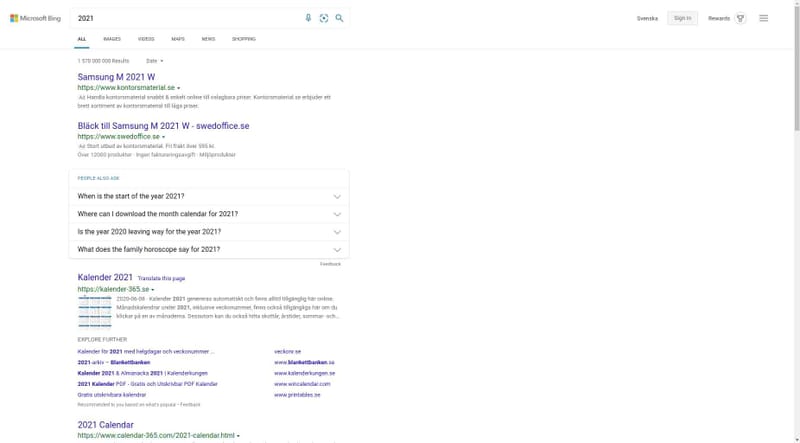 Microsoft Bing
2021
Svenska
Sign in
Rewards
ALL
IMAGES
VIDEOS
MAPS
NEWS
SHOPPING
1 570 000 000 Results
Date
Samsung M 2021 W
https://www.kontorsmaterial.se
Ad Handla kontorsmaterial snabbt & enkelt online till oslagbara priser. Kontorsmaterial.se erbjuder ett
brett sortiment av kontorsmaterial till låga priser.
Bläck till Samsung M 2021 W - swedoffice.se
https://www.swedoffice.se
Ad Stort utbud av kontorsmaterial. Fri frakt över 595 kr.
Över 12000 produkter · Ingen faktureringsavgift · Miljöprodukter
PEOPLE ALSO ASK
When is the start of the year 2021?
Where can I download the month calendar for 2021?
Is the year 2020 leaving way for the year 2021?
What does the family horoscope say for 2021?
Feedback
Kalender 2021 Translate this page
https://kalender-365.se
2020-06-08 · Kalender 2021 genereras automatiskt och finns alltid tillgänglig här online.
Månadskalendrar under 2021, inklusive veckonummer, finns också tillgängliga här om du
klickar på en av månaderna. Dessutom kan du också hitta skottår, årstider, sommar- och...
EXPLORE FURTHER
Kalender för 2021 med helgdagar och veckonummer ...
veckonr.se
2021-arkiv – Blankettbanken
www.blankettbanken.se
Kalender 2021 & Almanacka 2021 | Kalenderkungen
www.kalenderkungen.se
2021 Kalender PDF - Gratis och Utskrivbar PDF Kalender
www.wincalendar.com
Gratis utskrivbara kalendrar
www.printables.se
Recommended to you based on what's popular • Feedback
2021 Calendar
https://www.calendar-365.com/2021-calendar.html